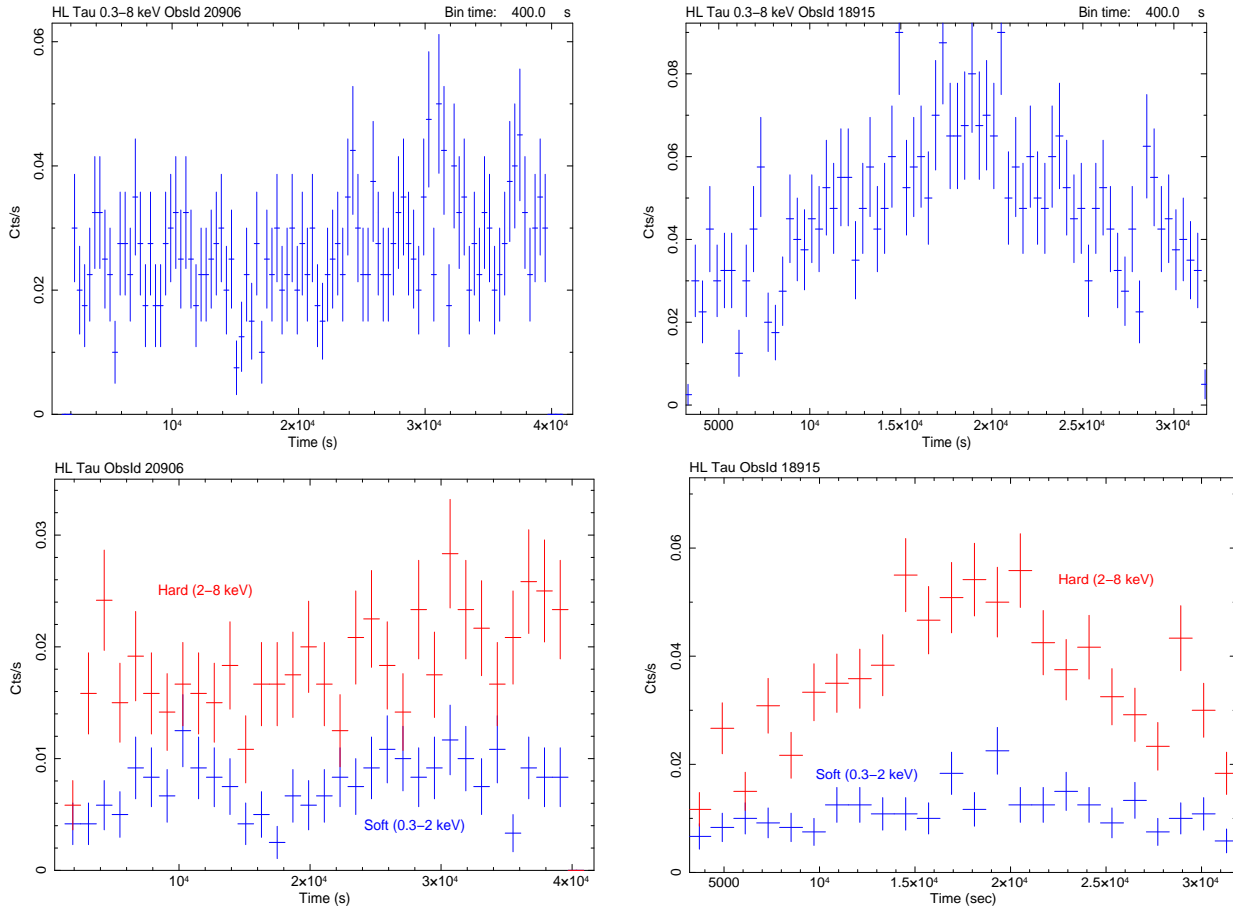 HL Tau 0.3−8 keV ObsId 20906 Bin time: 400.0 s
Cts/s
0.06
0.04
0.02
0
10⁴ 2×10⁴ 3×10⁴ 4×10⁴
Time (s)
HL Tau 0.3−8 keV ObsId 18915 Bin time: 400.0 s
Cts/s
0.08
0.06
0.04
0.02
0
5000 10⁴ 1.5×10⁴ 2×10⁴ 2.5×10⁴ 3×10⁴
Time (s)
HL Tau ObsId 20906
Cts/s
0.03
0.02
0.01
0
Hard (2−8 keV)
Soft (0.3−2 keV)
10⁴ 2×10⁴ 3×10⁴ 4×10⁴
Time (s)
HL Tau ObsId 18915
Cts/s
0.06
0.04
0.02
0
Hard (2−8 keV)
Soft (0.3−2 keV)
5000 10⁴ 1.5×10⁴ 2×10⁴ 2.5×10⁴ 3×10⁴
Time (sec)